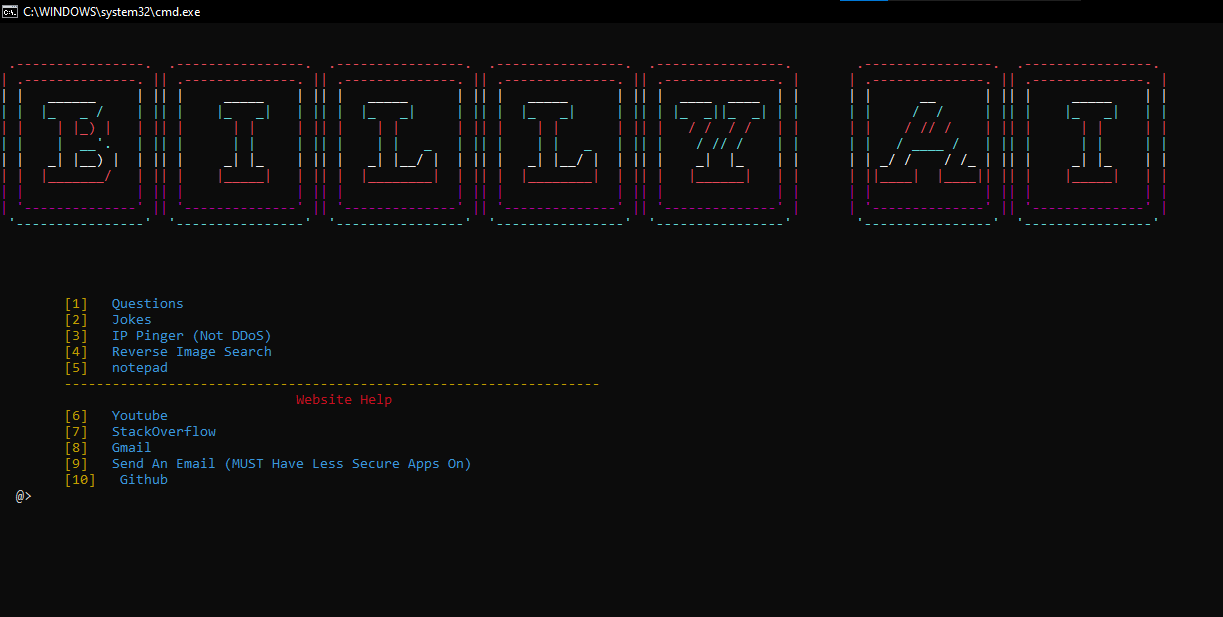 C:\WINDOWS\system32\cmd.exe
BILLY AI
[1] Questions
[2] Jokes
[3] IP Pinger (Not DDoS)
[4] Reverse Image Search
[5] notepad
------------------------------------------------------------------
Website Help
[6] Youtube
[7] StackOverflow
[8] Gmail
[9] Send An Email (MUST Have Less Secure Apps On)
[10] Github
@>